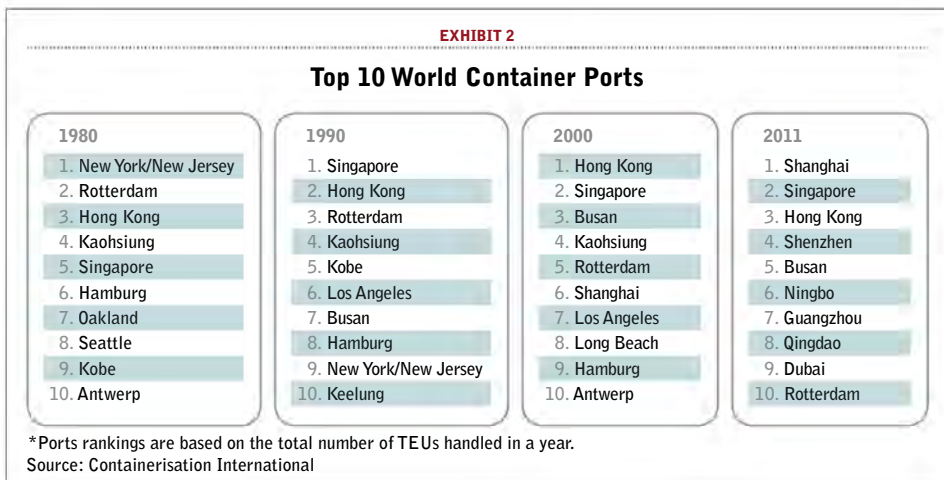 EXHIBIT 2
Top 10 World Container Ports
1980
1. New York/New Jersey
2. Rotterdam
3. Hong Kong
4. Kaohsiung
5. Singapore
6. Hamburg
7. Oakland
8. Seattle
9. Kobe
10. Antwerp
1990
1. Singapore
2. Hong Kong
3. Rotterdam
4. Kaohsiung
5. Kobe
6. Los Angeles
7. Busan
8. Hamburg
9. New York/New Jersey
10. Keelung
2000
1. Hong Kong
2. Singapore
3. Busan
4. Kaohsiung
5. Rotterdam
6. Shanghai
7. Los Angeles
8. Long Beach
9. Hamburg
10. Antwerp
2011
1. Shanghai
2. Singapore
3. Hong Kong
4. Shenzhen
5. Busan
6. Ningbo
7. Guangzhou
8. Qingdao
9. Dubai
10. Rotterdam
*Ports rankings are based on the total number of TEUs handled in a year.
Source: Containerisation International